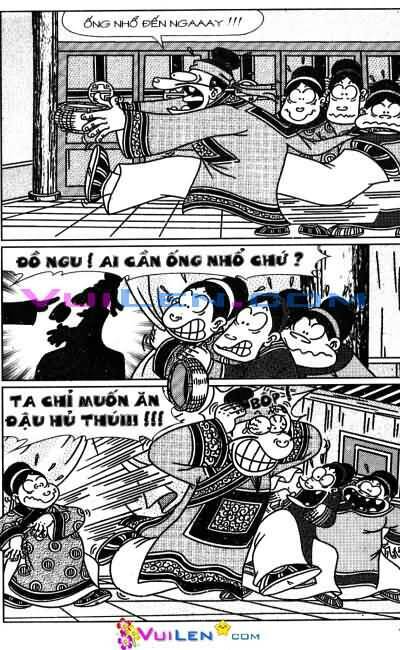 ỐNG NHỔ ĐẾN NGAAAY !!!
ĐỒ NGU ! AI CẦN ỐNG NHỔ CHỨ ?
VUILEN.COM
TA CHỈ MUỐN ĂN
ĐẬU HỦ THÚIII !!!
BỐP !
VUILEN.COM